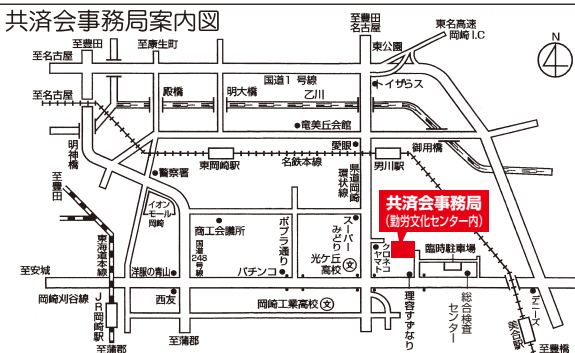 共済会事務局案内図
至豊田
至康生町
至豊田
名古屋
東名高速
岡崎I.C
東公園
至名古屋
国道1号線
トイザらス
至名古屋
殿橋
明大橋
乙川
竜美丘会館
明神橋
愛眼
御用橋
東岡崎駅
名鉄本線
男川駅
警察署
至豊田
県道岡崎
環状線
イオン
モール
岡崎
共済会事務局
(勤労文化センター内)
商工会議所
ポプラ通り
スーパー
みどり
東海道本線
国道
248
号線
光ケ丘
高校
文
クロネコ
ヤマト
臨時駐車場
至安城
洋服の青山
パチンコ
岡崎刈谷線
JR岡崎駅
西友
岡崎工業高校
文
理容すずなり
総合検査
センター
デニーズ
美合駅
至蒲郡
至蒲郡
至豊橋
N